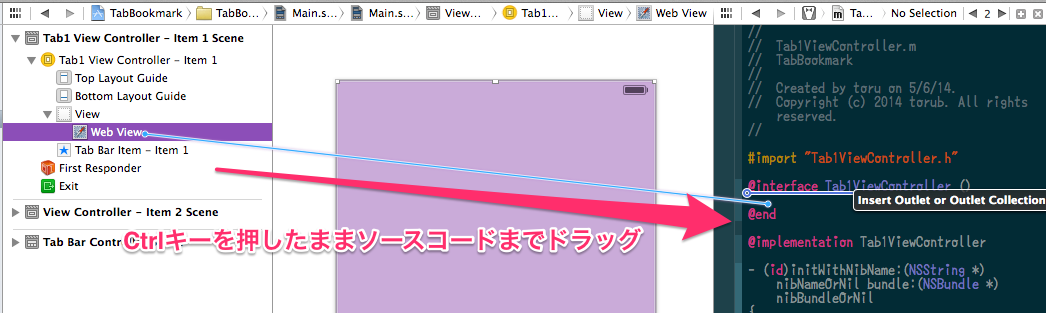 TabBookmark
TabBo...
Main.s...
Main.s...
View...
Tab1...
View
Web View
Ta...
No Selection
2
Tab1 View Controller – Item 1 Scene
Tab1 View Controller – Item 1
Top Layout Guide
Bottom Layout Guide
View
Web View
Tab Bar Item – Item 1
First Responder
Exit
View Controller – Item 2 Scene
Tab Bar Contr
Ctrlキーを押したままソースコードまでドラッグ
//
// Tab1ViewController.m
// TabBookmark
//
// Created by toru on 5/6/14.
// Copyright (c) 2014 torub. All rights
reserved.
//
#import "Tab1ViewController.h"
@interface Tab1ViewController ()
Insert Outlet or Outlet Collection
@end
@implementation Tab1ViewController
- (id)initWithNibName:(NSString *)
nibNameOrNil bundle:(NSBundle *)
nibBundleOrNil
{